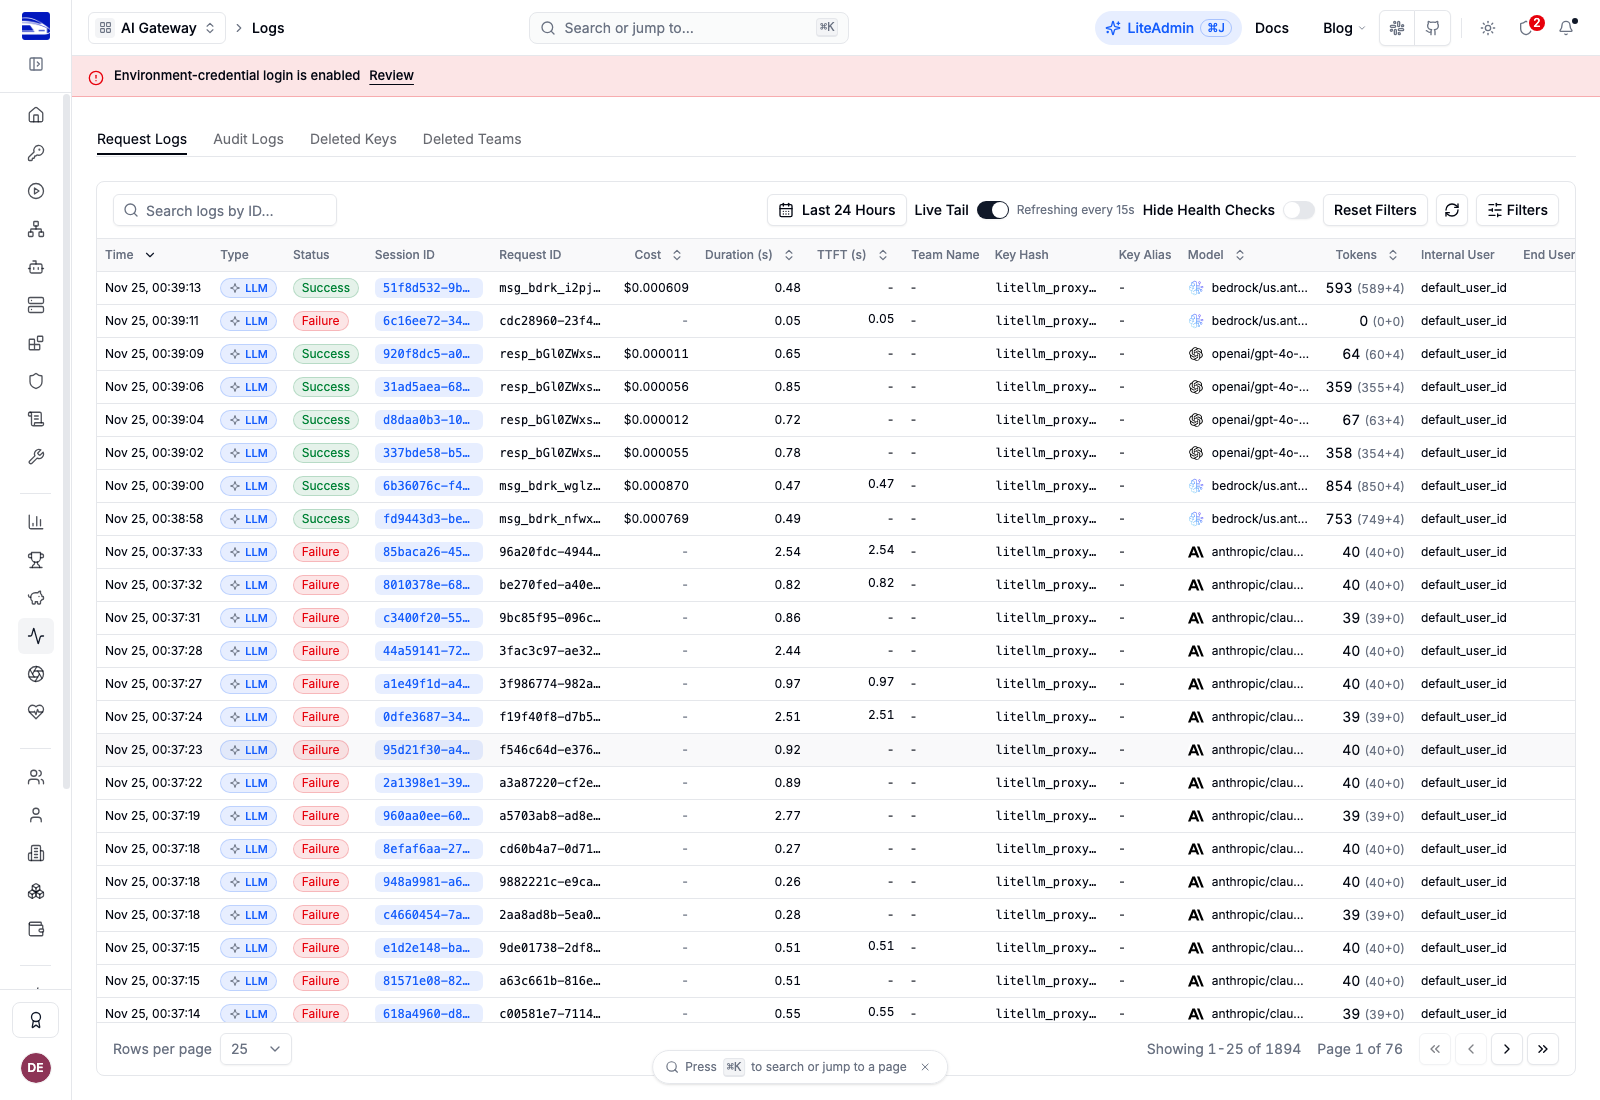 AI Gateway > Logs
Search or jump to... ⌘K
LiteAdmin ⌘J Docs Blog 2
Environment-credential login is enabled Review
Request Logs Audit Logs Deleted Keys Deleted Teams
Search logs by ID... Last 24 Hours Live Tail Refreshing every 15s Hide Health Checks Reset Filters Filters
Time Type Status Session ID Request ID Cost Duration (s) TTFT (s) Team Name Key Hash Key Alias Model Tokens Internal User End User
Nov 25, 00:39:13 LLM Success 51f8d532-9b… msg_bdrk_i2pj… $0.000609 0.48 - - litellm_proxy… - bedrock/us.ant... 593 (589+4) default_user_id
Nov 25, 00:39:11 LLM Failure 6c16ee72-34… cdc28960-23f4… - 0.05 0.05 - litellm_proxy… - bedrock/us.ant... 0 (0+0) default_user_id
Nov 25, 00:39:09 LLM Success 920f8dc5-a0… resp_bGl0ZWxs… $0.000011 0.65 - - litellm_proxy… - openai/gpt-4o-... 64 (60+4) default_user_id
Nov 25, 00:39:06 LLM Success 31ad5aea-68… resp_bGl0ZWxs… $0.000056 0.85 - - litellm_proxy… - openai/gpt-4o-... 359 (355+4) default_user_id
Nov 25, 00:39:04 LLM Success d8daa0b3-10… resp_bGl0ZWxs… $0.000012 0.72 - - litellm_proxy… - openai/gpt-4o-... 67 (63+4) default_user_id
Nov 25, 00:39:02 LLM Success 337bde58-b5… resp_bGl0ZWxs… $0.000055 0.78 - - litellm_proxy… - openai/gpt-4o-... 358 (354+4) default_user_id
Nov 25, 00:39:00 LLM Success 6b36076c-f4… msg_bdrk_wglz… $0.000870 0.47 0.47 - litellm_proxy… - bedrock/us.ant... 854 (850+4) default_user_id
Nov 25, 00:38:58 LLM Success fd9443d3-be… msg_bdrk_nfwx… $0.000769 0.49 - - litellm_proxy… - bedrock/us.ant... 753 (749+4) default_user_id
Nov 25, 00:37:33 LLM Failure 85baca26-45… 96a20fdc-4944… - 2.54 2.54 - litellm_proxy… - anthropic/clau... 40 (40+0) default_user_id
Nov 25, 00:37:32 LLM Failure 8010378e-68… be270fed-a40e… - 0.82 0.82 - litellm_proxy… - anthropic/clau... 40 (40+0) default_user_id
Nov 25, 00:37:31 LLM Failure c3400f20-55… 9bc85f95-096c… - 0.86 - - litellm_proxy… - anthropic/clau... 39 (39+0) default_user_id
Nov 25, 00:37:28 LLM Failure 44a59141-72… 3fac3c97-ae32… - 2.44 - - litellm_proxy… - anthropic/clau... 40 (40+0) default_user_id
Nov 25, 00:37:27 LLM Failure a1e49f1d-a4… 3f986774-982a… - 0.97 0.97 - litellm_proxy… - anthropic/clau... 40 (40+0) default_user_id
Nov 25, 00:37:24 LLM Failure 0dfe3687-34… f19f40f8-d7b5… - 2.51 2.51 - litellm_proxy… - anthropic/clau... 39 (39+0) default_user_id
Nov 25, 00:37:23 LLM Failure 95d21f30-a4… f546c64d-e376… - 0.92 - - litellm_proxy… - anthropic/clau... 40 (40+0) default_user_id
Nov 25, 00:37:22 LLM Failure 2a1398e1-39… a3a87220-cf2e… - 0.89 - - litellm_proxy… - anthropic/clau... 40 (40+0) default_user_id
Nov 25, 00:37:19 LLM Failure 960aa0ee-60… a5703ab8-ad8e… - 2.77 - - litellm_proxy… - anthropic/clau... 39 (39+0) default_user_id
Nov 25, 00:37:18 LLM Failure 8efaf6aa-27… cd60b4a7-0d71… - 0.27 - - litellm_proxy… - anthropic/clau... 40 (40+0) default_user_id
Nov 25, 00:37:18 LLM Failure 948a9981-a6… 9882221c-e9ca… - 0.26 - - litellm_proxy… - anthropic/clau... 40 (40+0) default_user_id
Nov 25, 00:37:18 LLM Failure c4660454-7a… 2aa8ad8b-5ea0… - 0.28 - - litellm_proxy… - anthropic/clau... 39 (39+0) default_user_id
Nov 25, 00:37:15 LLM Failure e1d2e148-ba… 9de01738-2df8… - 0.51 0.51 - litellm_proxy… - anthropic/clau... 40 (40+0) default_user_id
Nov 25, 00:37:15 LLM Failure 81571e08-82… a63c661b-816e… - 0.51 - - litellm_proxy… - anthropic/clau... 40 (40+0) default_user_id
Nov 25, 00:37:14 LLM Failure 618a4960-d8… c00581e7-7114… - 0.55 0.55 - litellm_proxy… - anthropic/clau... 39 (39+0) default_user_id
Rows per page 25 Showing 1-25 of 1894 Page 1 of 76
Press ⌘K to search or jump to a page
DE